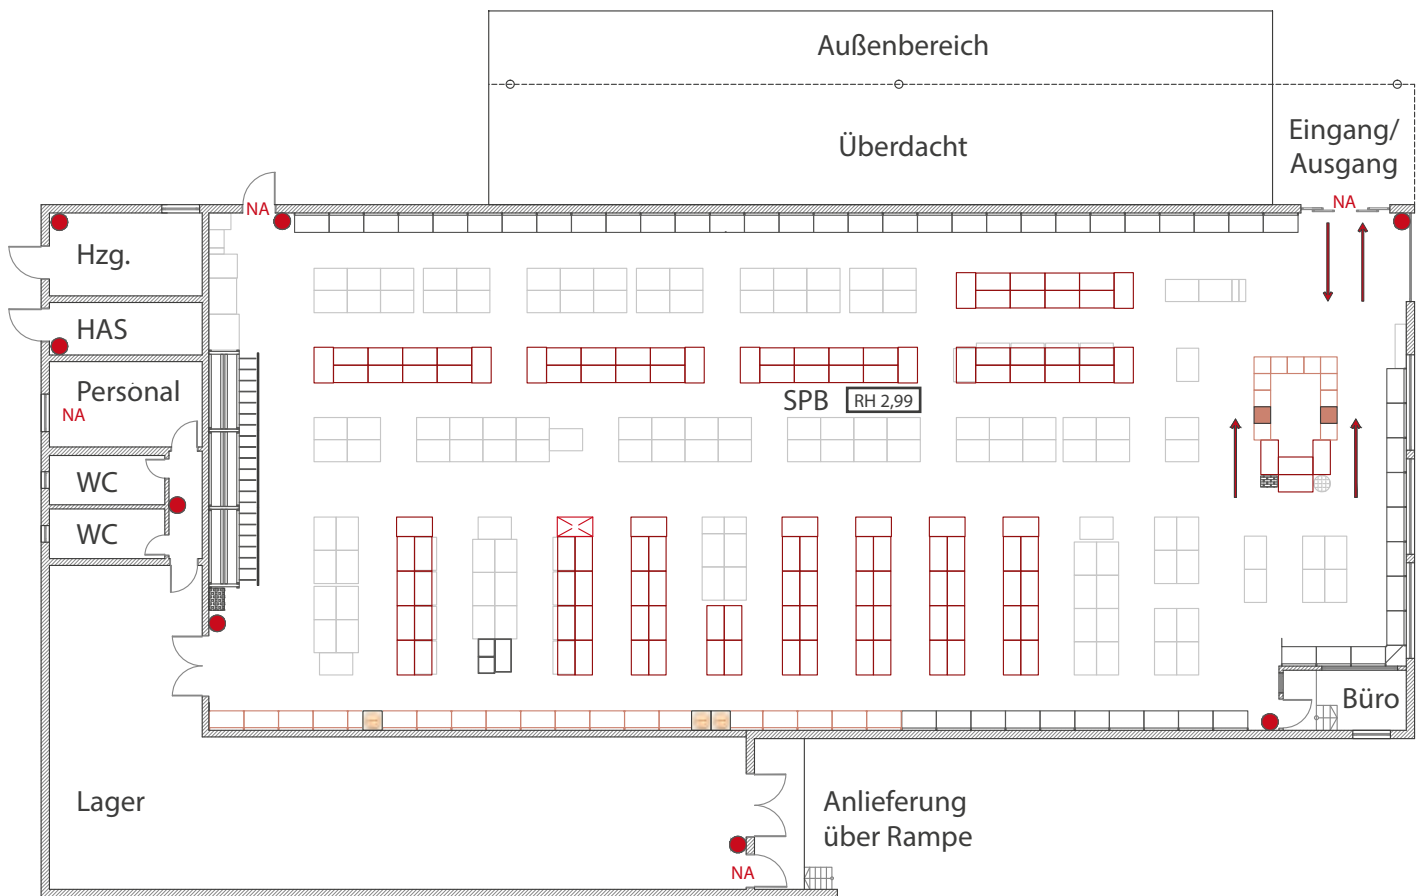 Außenbereich
Überdacht
Eingang/
Ausgang
NA
NA
Hzg.
HAS
Personal
NA
SPB
RH 2,99
WC
WC
Büro
Lager
Anlieferung
über Rampe
NA